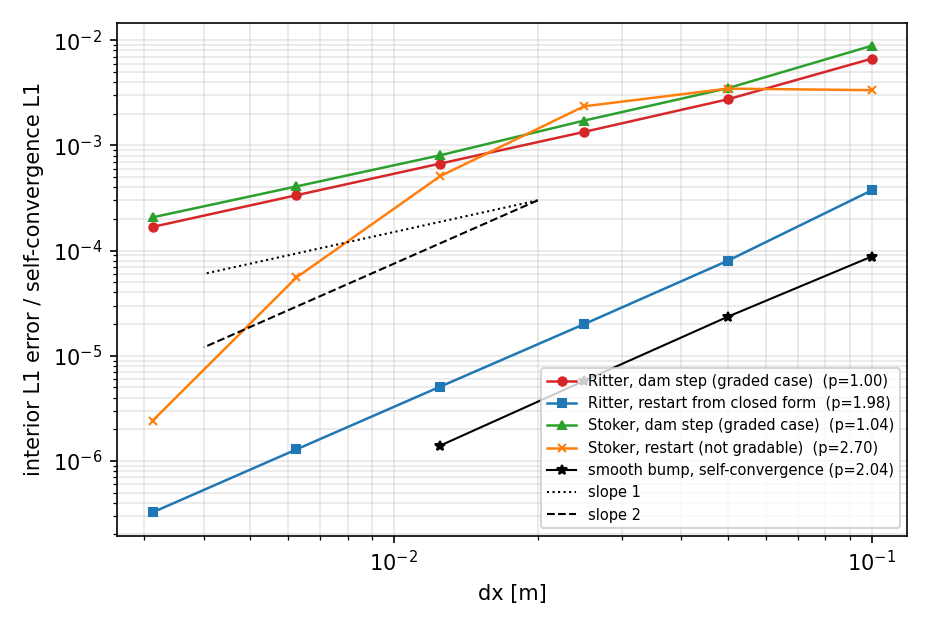 10⁻²
10⁻³
10⁻⁴
10⁻⁵
10⁻⁶
interior L1 error / self-convergence L1
Ritter, dam step (graded case) (p=1.00)
Ritter, restart from closed form (p=1.98)
Stoker, dam step (graded case) (p=1.04)
Stoker, restart (not gradable) (p=2.70)
smooth bump, self-convergence (p=2.04)
slope 1
slope 2
10⁻²
10⁻¹
dx [m]